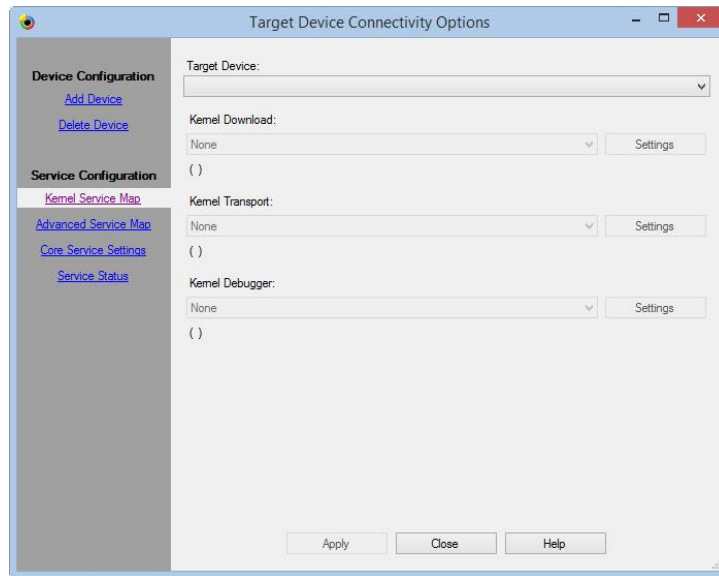 Target Device Connectivity Options
Device Configuration
Add Device
Delete Device
Service Configuration
Kernel Service Map
Advanced Service Map
Core Service Settings
Service Status
Target Device:
Kernel Download:
None
Settings
( )
Kernel Transport:
None
Settings
( )
Kernel Debugger:
None
Settings
( )
Apply
Close
Help